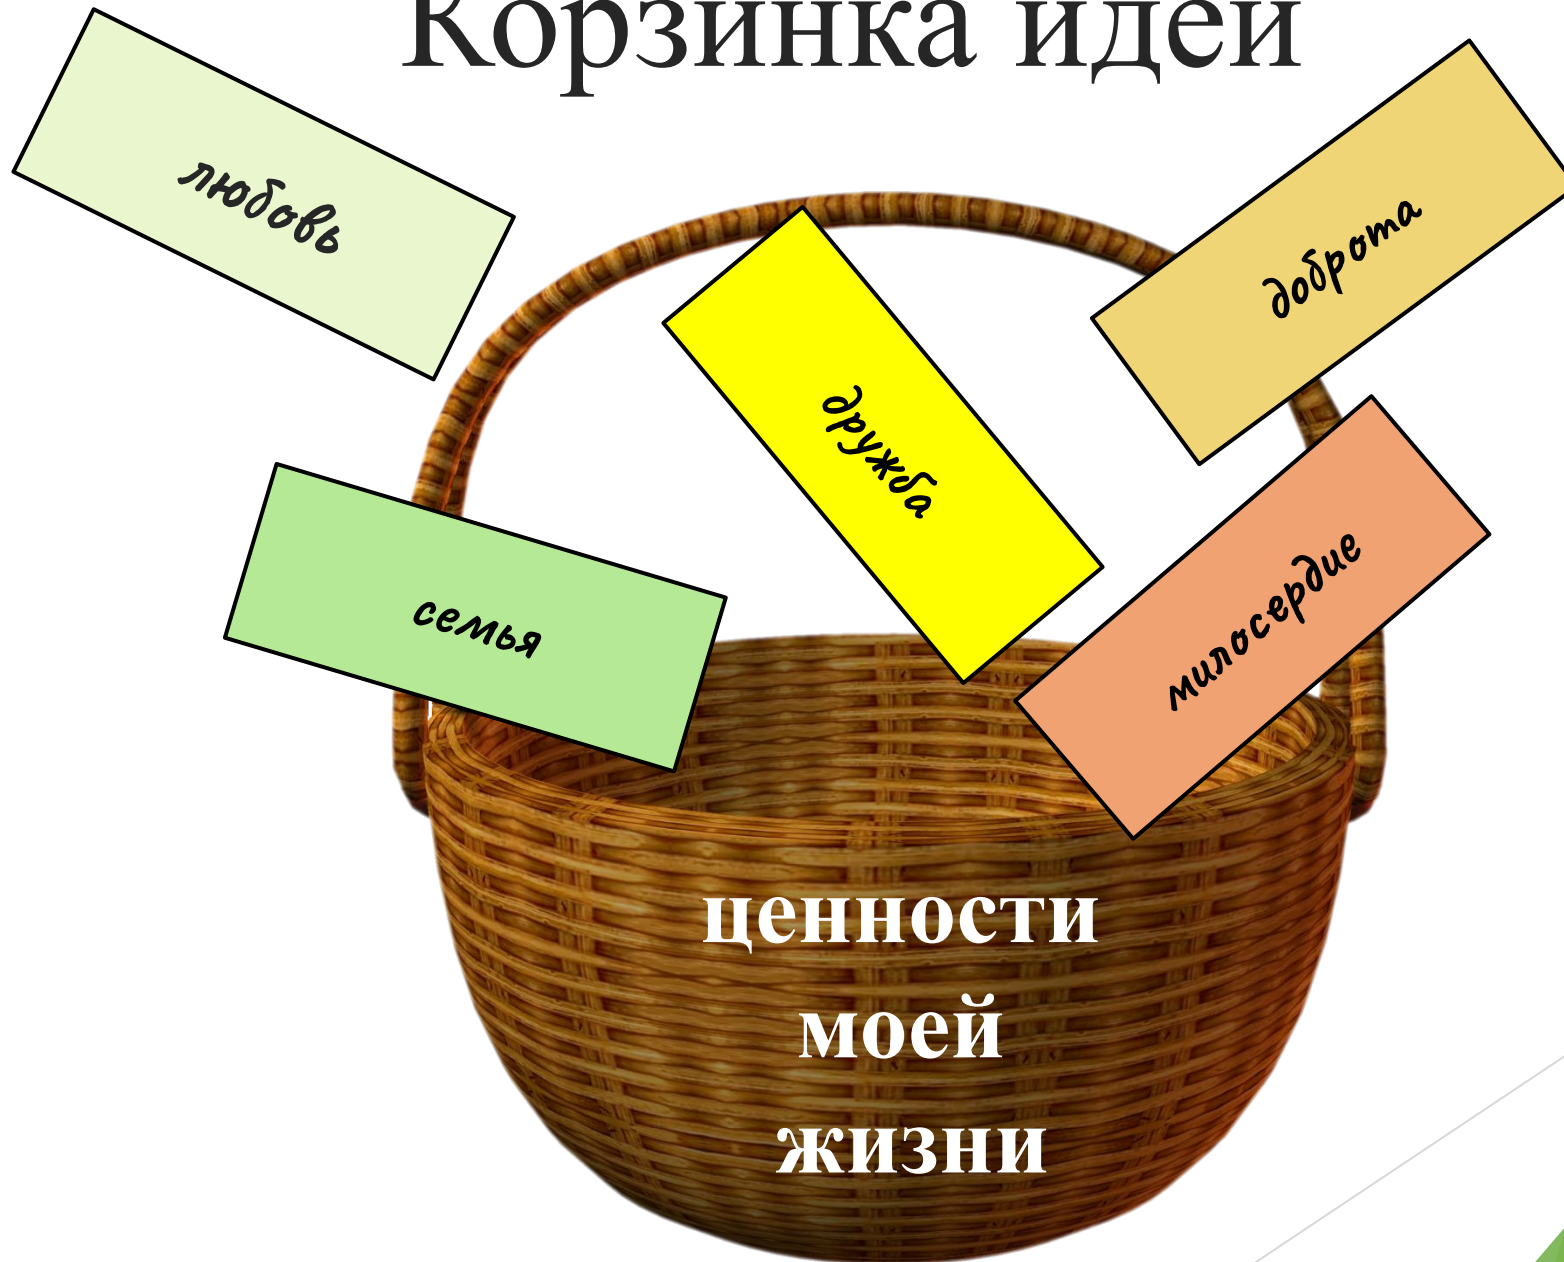 Корзинка идей
любовь
доброта
дружба
семья
милосердие
ценности
моей
жизни